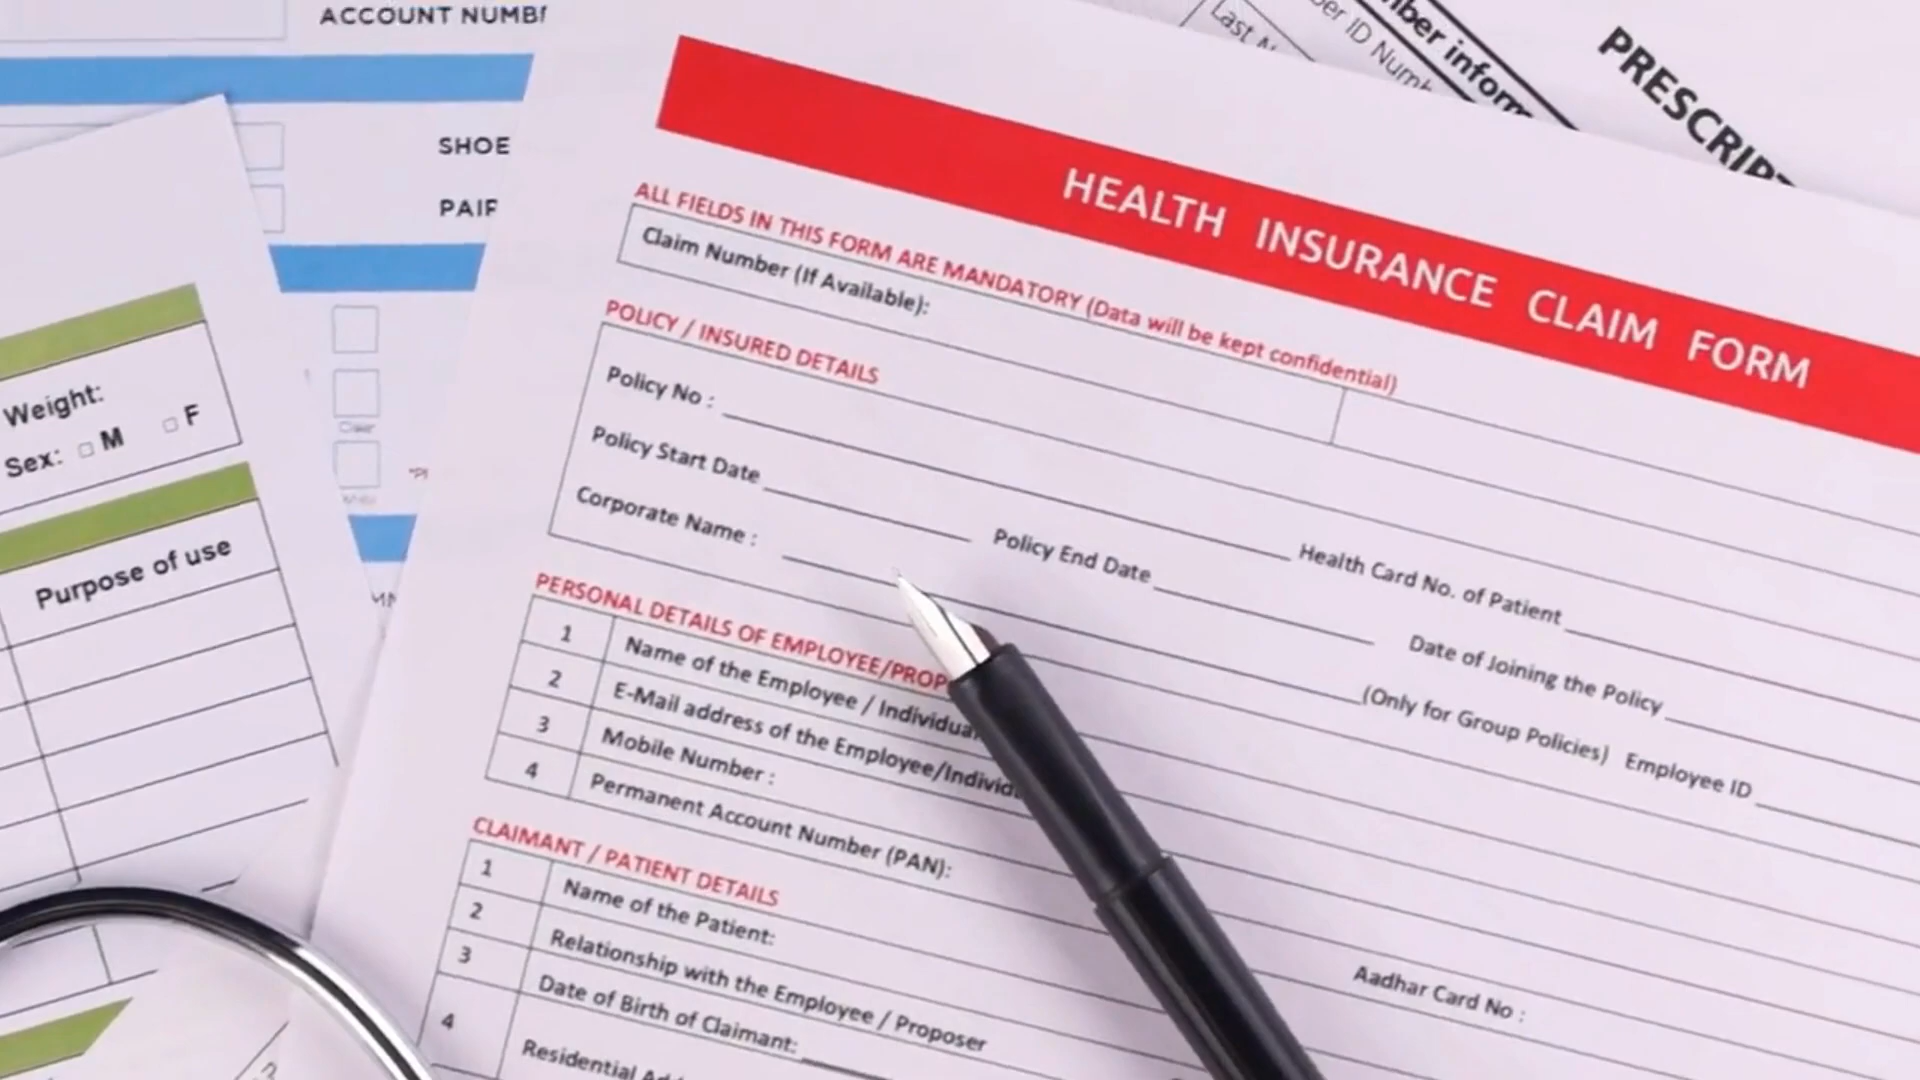 ACCOUNT
SHOE
Last
ID
PRESCRIPT
HEALTH INSURANCE CLAIM FORM
ALL FIELDS IN THIS FORM ARE MANDATORY (Data will be kept confidential)
Claim Number (If Available):
POLICY / INSURED DETAILS
Policy No : Health Card No. of Patient
Policy Start Date Policy End Date Date of Joining the Policy
Corporate Name : (Only for Group Policies) Employee ID
PERSONAL DETAILS OF EMPLOYEE/PROP
1 Name of the Employee / Individual
2 E-Mail address of the Employee/Individ
3 Mobile Number :
4 Permanent Account Number (PAN): Aadhar Card No :
CLAIMANT / PATIENT DETAILS
1 Name of the Patient:
2 Relationship with the Employee / Proposer
3 Date of Birth of Claimant:
4 Residential
Weight:
Sex: M F
Purpose of use